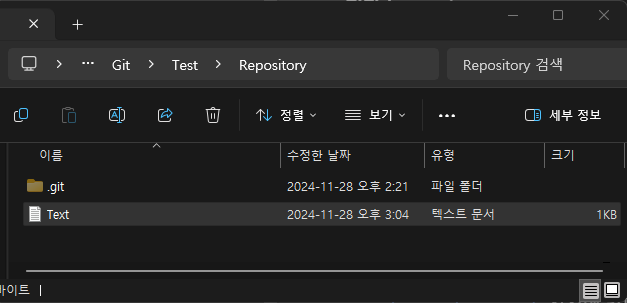 Git > Test > Repository
Repository 검색
정렬 보기 세부 정보
이름 수정한 날짜 유형 크기
.git 2024-11-28 오후 2:21 파일 폴더
Text 2024-11-28 오후 3:04 텍스트 문서 1KB
바이트